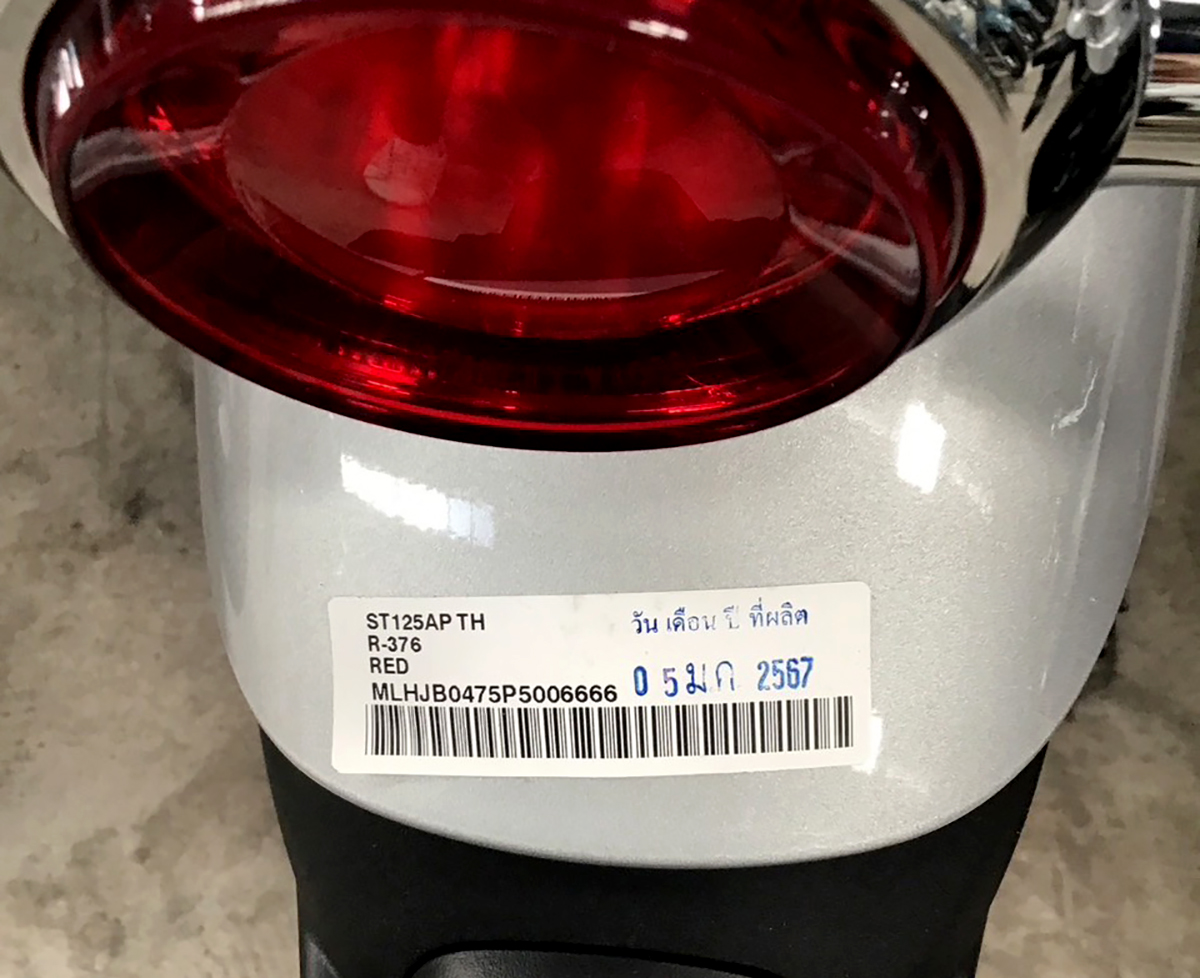 ST125AP TH
R-376
RED
MLHJB0475P5006666
วัน เดือน ปี ที่ผลิต
0 5 มค 2567